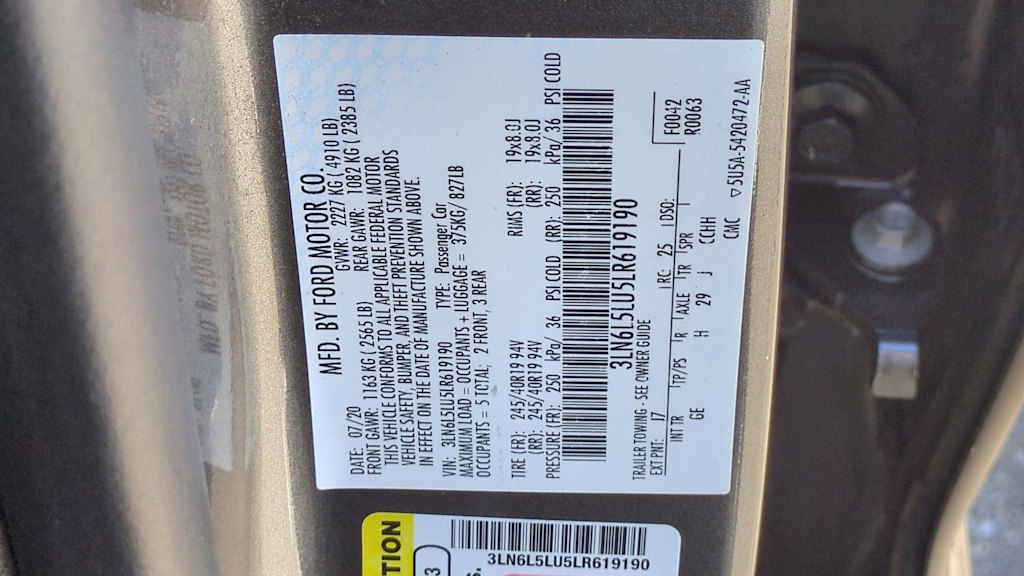 MFD. BY FORD MOTOR CO.
DATE: 07/20 GVWR: 2227 KG ( 4910 LB)
FRONT GAWR: 1163 KG ( 2565 LB) REAR GAWR: 1082 KG ( 2385 LB)
THIS VEHICLE CONFORMS TO ALL APPLICABLE FEDERAL MOTOR
VEHICLE SAFETY, BUMPER, AND THEFT PREVENTION STANDARDS
IN EFFECT ON THE DATE OF MANUFACTURE SHOWN ABOVE.
VIN: 3LN6L5LU5LR619190 TYPE: Passenger Car
MAXIMUM LOAD = OCCUPANTS + LUGGAGE = 375KG/ 827LB
OCCUPANTS = 5 TOTAL, 2 FRONT, 3 REAR
TIRE (FR): 245/40R19 94V RIMS (FR): 19x8.0J
(RR): 245/40R19 94V (RR): 19x8.0J
PRESSURE (FR): 250 kPa/ 36 PSI COLD (RR): 250 kPa/ 36 PSI COLD
3LN6L5LU5LR619190
TRAILER TOWING - SEE OWNER GUIDE F0042
EXT PNT: I7 RC: 25 DSO: R0063
INT TR TP/PS R AXLE TR SPR
GE H 29 J CCHH
CMC ▽5U5A-5420472-AA
3LN6L5LU5LR619190